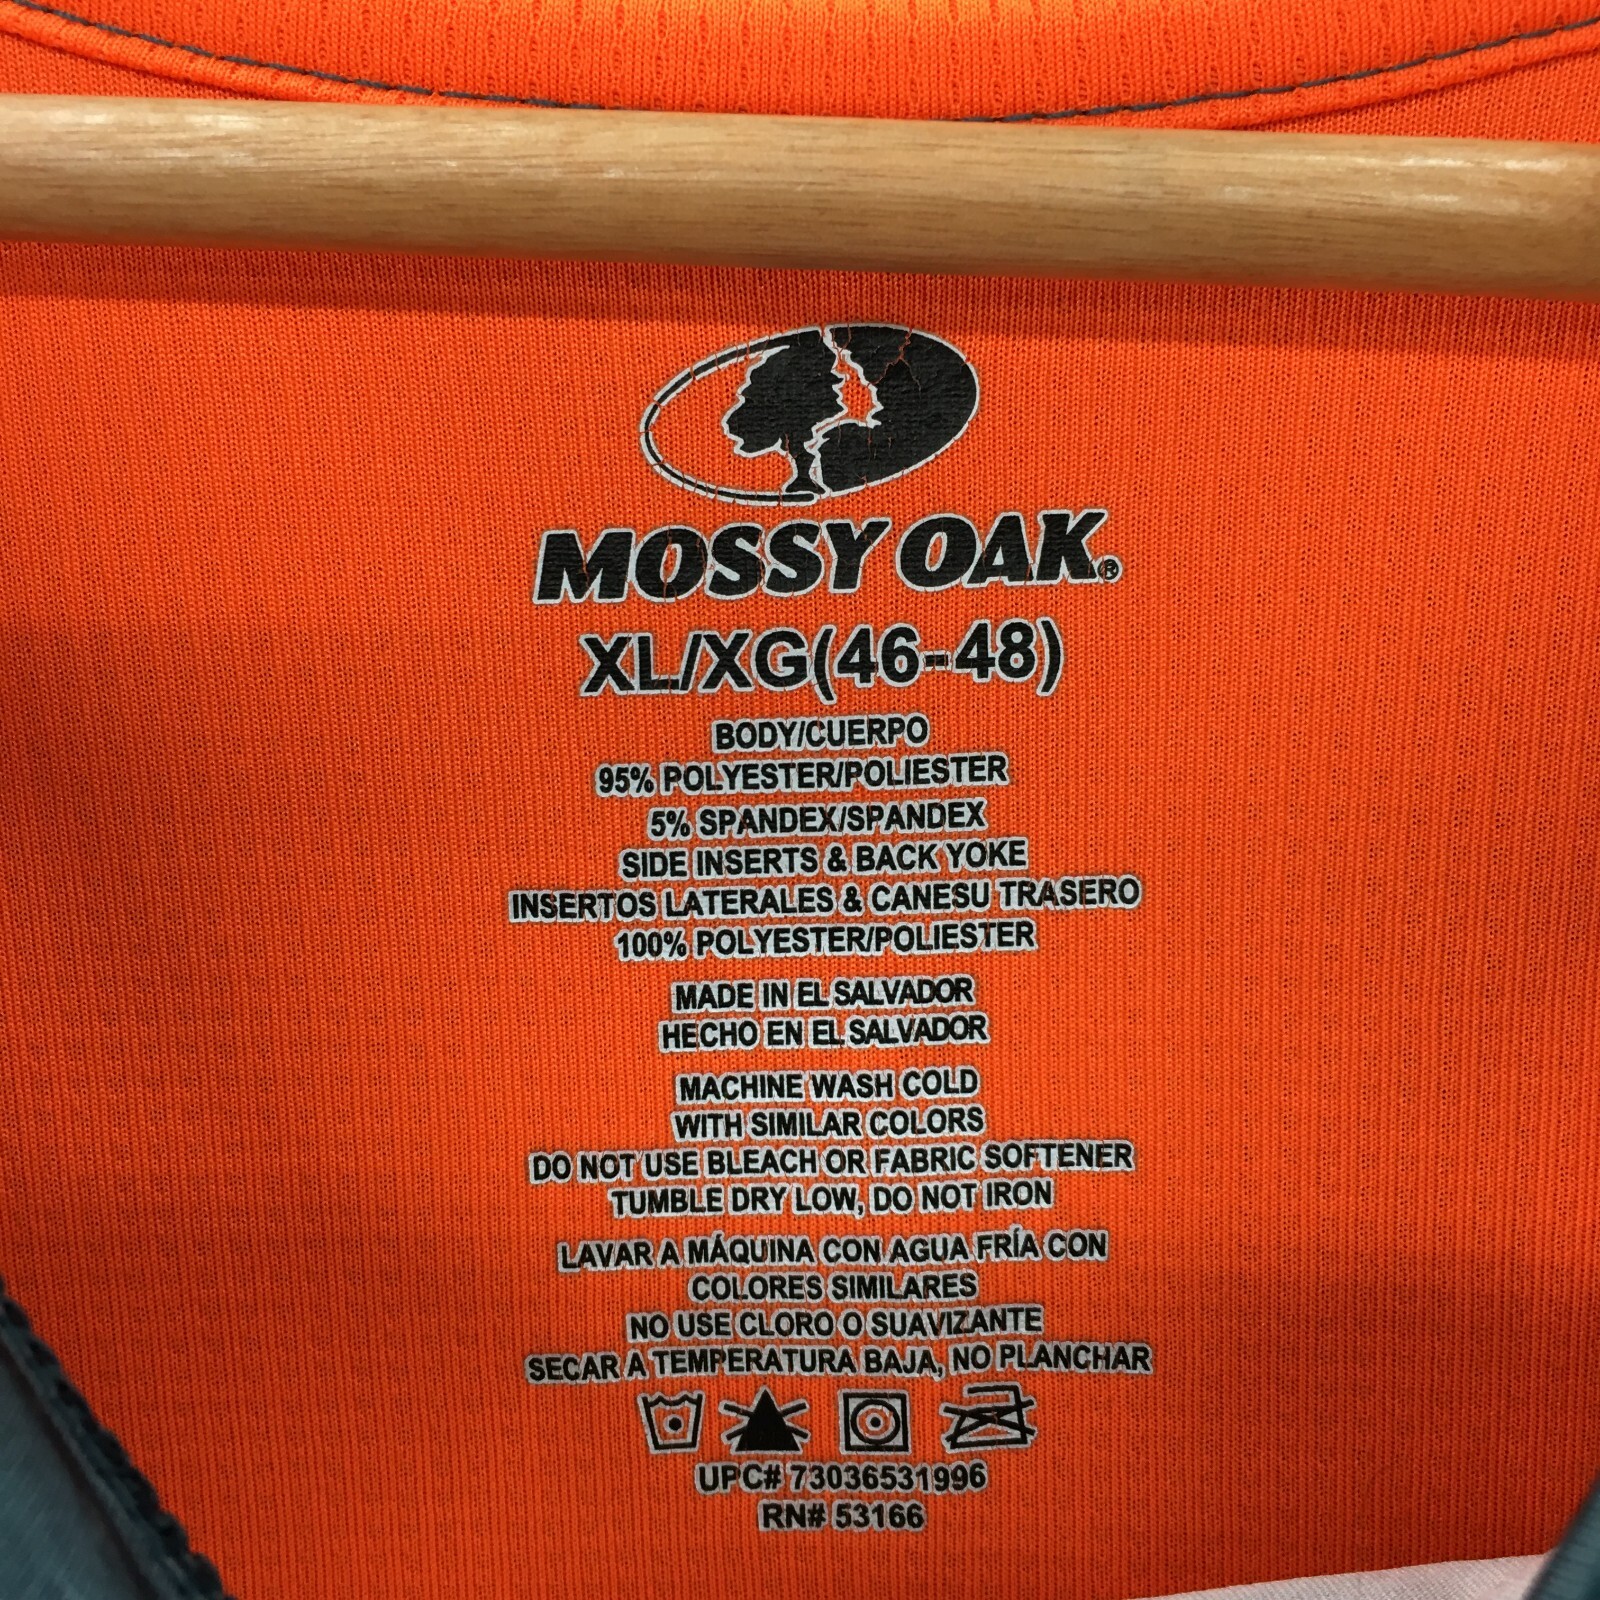 MOSSY OAK®
XL/XG(46-48)
BODY/CUERPO
95% POLYESTER/POLIESTER
5% SPANDEX/SPANDEX
SIDE INSERTS & BACK YOKE
INSERTOS LATERALES & CANESU TRASERO
100% POLYESTER/POLIESTER
MADE IN EL SALVADOR
HECHO EN EL SALVADOR
MACHINE WASH COLD
WITH SIMILAR COLORS
DO NOT USE BLEACH OR FABRIC SOFTENER
TUMBLE DRY LOW, DO NOT IRON
LAVAR A MÁQUINA CON AGUA FRÍA CON
COLORES SIMILARES
NO USE CLORO O SUAVIZANTE
SECAR A TEMPERATURA BAJA, NO PLANCHAR
UPC# 73036531996
RN# 53166